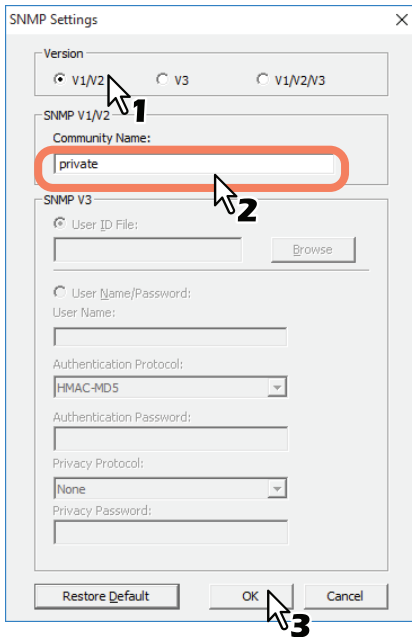 SNMP Settings
Version
V1/V2 V3 V1/V2/V3
1
SNMP V1/V2
Community Name:
private
2
SNMP V3
User ID File:
Browse
User Name/Password:
User Name:
Authentication Protocol:
HMAC-MD5
Authentication Password:
Privacy Protocol:
None
Privacy Password:
Restore Default OK Cancel
3